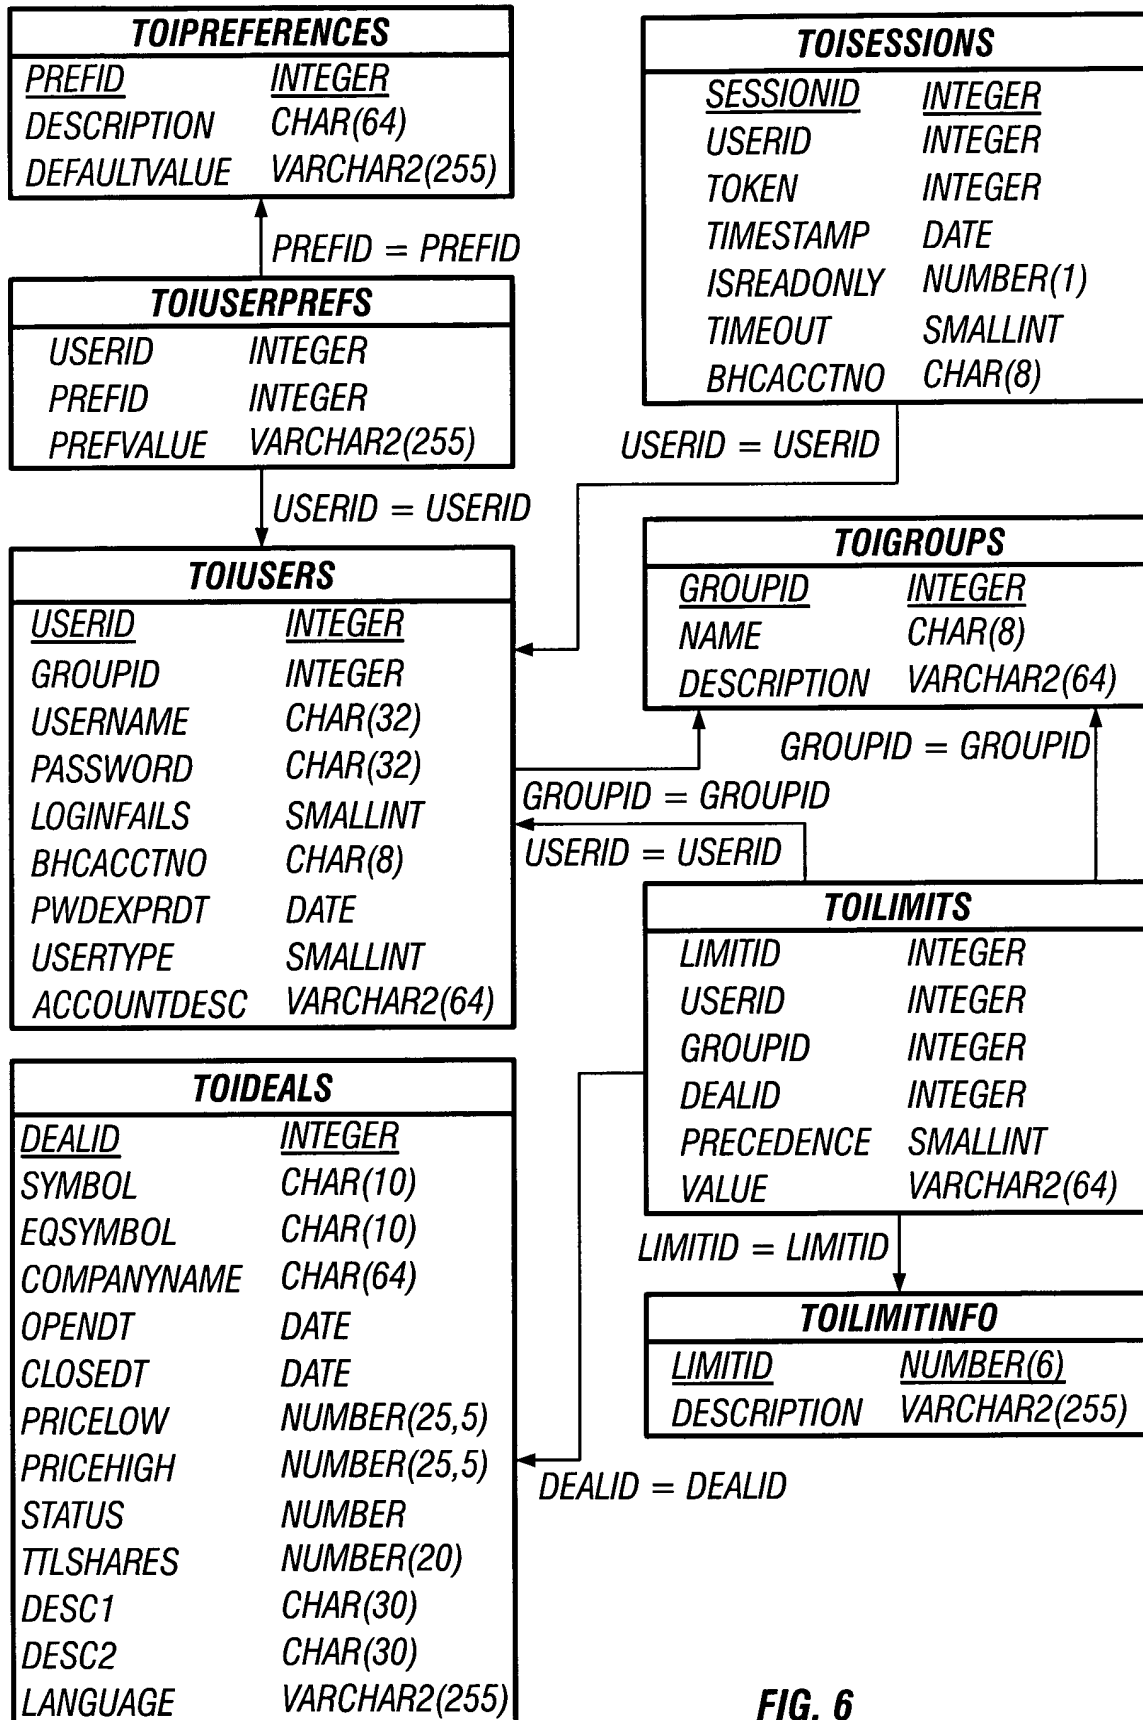 TOIPREFERENCES
PREFID INTEGER
DESCRIPTION CHAR(64)
DEFAULTVALUE VARCHAR2(255)
PREFID = PREFID
TOIUSERPREFS
USERID INTEGER
PREFID INTEGER
PREFVALUE VARCHAR2(255)
USERID = USERID
TOIUSERS
USERID INTEGER
GROUPID INTEGER
USERNAME CHAR(32)
PASSWORD CHAR(32)
LOGINFAILS SMALLINT
BHCACCTNO CHAR(8)
PWDEXPRDT DATE
USERTYPE SMALLINT
ACCOUNTDESC VARCHAR2(64)
TOIDEALS
DEALID INTEGER
SYMBOL CHAR(10)
EQSYMBOL CHAR(10)
COMPANYNAME CHAR(64)
OPENDT DATE
CLOSEDT DATE
PRICELOW NUMBER(25,5)
PRICEHIGH NUMBER(25,5)
STATUS NUMBER
TTLSHARES NUMBER(20)
DESC1 CHAR(30)
DESC2 CHAR(30)
LANGUAGE VARCHAR2(255)
TOISESSIONS
SESSIONID INTEGER
USERID INTEGER
TOKEN INTEGER
TIMESTAMP DATE
ISREADONLY NUMBER(1)
TIMEOUT SMALLINT
BHCACCTNO CHAR(8)
USERID = USERID
TOIGROUPS
GROUPID INTEGER
NAME CHAR(8)
DESCRIPTION VARCHAR2(64)
GROUPID = GROUPID
GROUPID = GROUPID
USERID = USERID
TOILIMITS
LIMITID INTEGER
USERID INTEGER
GROUPID INTEGER
DEALID INTEGER
PRECEDENCE SMALLINT
VALUE VARCHAR2(64)
LIMITID = LIMITID
TOILIMITINFO
LIMITID NUMBER(6)
DESCRIPTION VARCHAR2(255)
DEALID = DEALID
FIG. 6